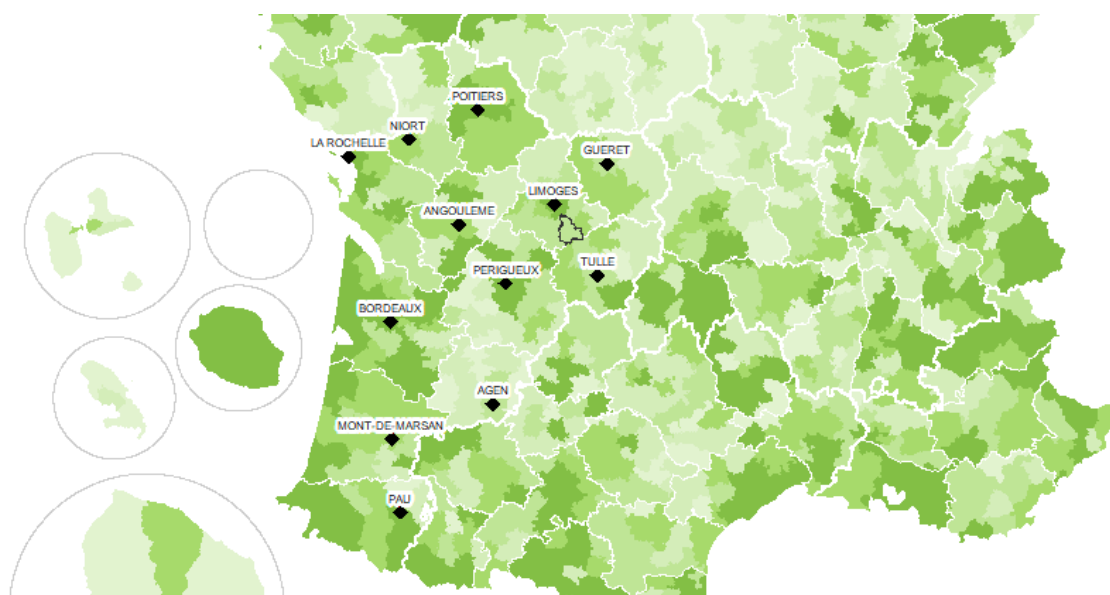 POITIERS
NIORT
LA ROCHELLE
GUERET
LIMOGES
ANGOULEME
TULLE
PERIGUEUX
BORDEAUX
AGEN
MONT-DE-MARSAN
PAU